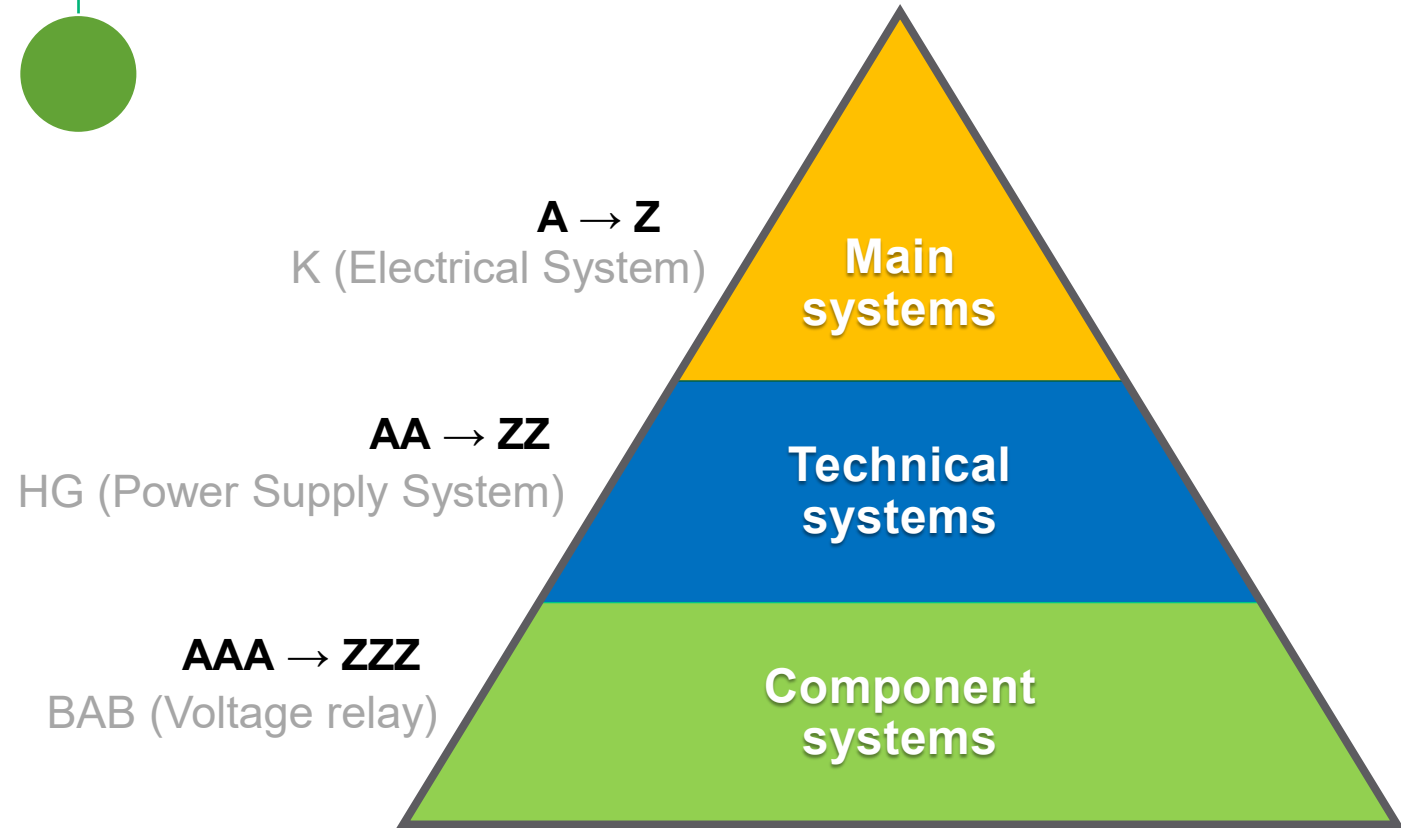 A → Z
K (Electrical System)
Main
systems
AA → ZZ
HG (Power Supply System)
Technical
systems
AAA → ZZZ
BAB (Voltage relay)
Component
systems